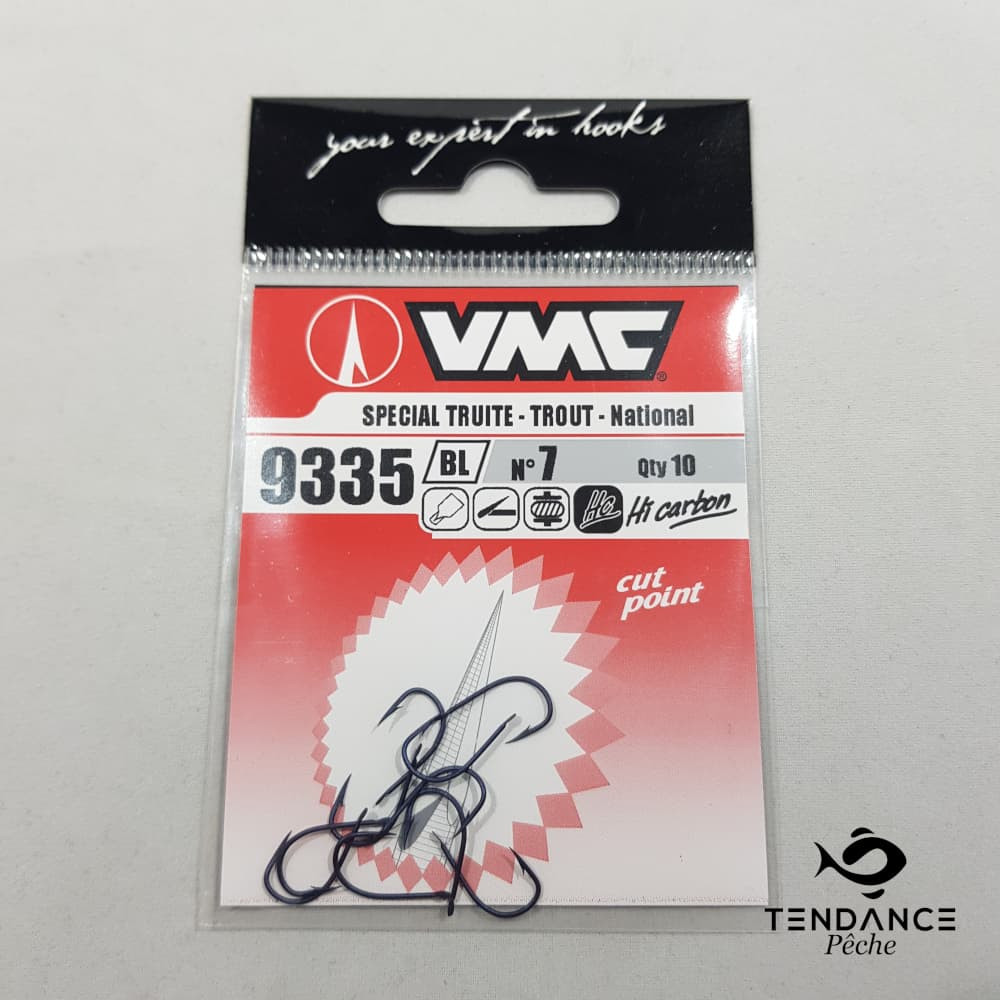 your expert in hooks
VMC®
SPECIAL TRUITE - TROUT - National
9335 BL N° 7 Qty 10
HC Hi carbon
cut
point
TENDANCE
Pêche